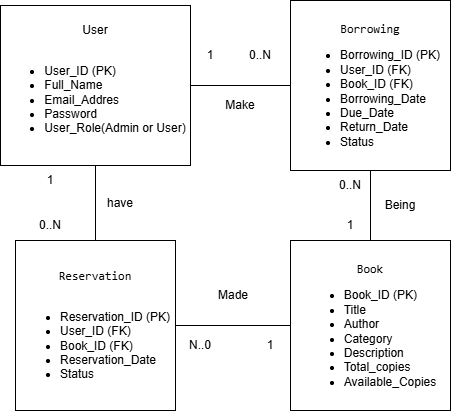 User
• User_ID (PK)
• Full_Name
• Email_Addres
• Password
• User_Role(Admin or User)
1
0..N
Make
Borrowing
• Borrowing_ID (PK)
• User_ID (FK)
• Book_ID (FK)
• Borrowing_Date
• Due_Date
• Return_Date
• Status
1
have
0..N
0..N
Being
1
Reservation
• Reservation_ID (PK)
• User_ID (FK)
• Book_ID (FK)
• Reservation_Date
• Status
Made
N..0
1
Book
• Book_ID (PK)
• Title
• Author
• Category
• Description
• Total_copies
• Available_Copies